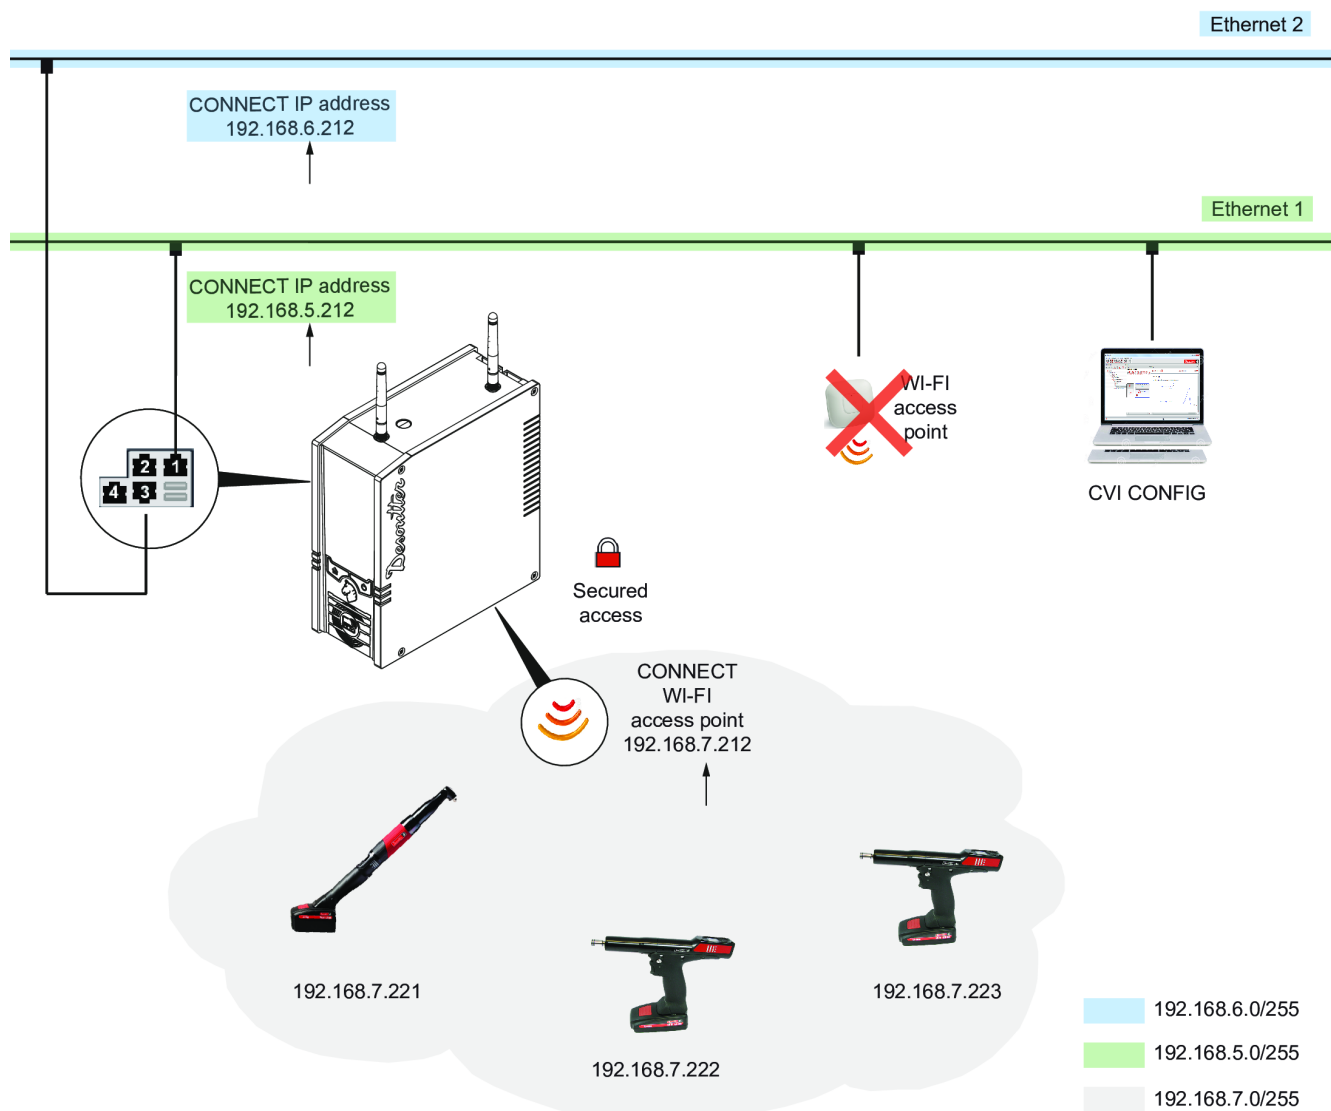 Ethernet 2
CONNECT IP address
192.168.6.212
Ethernet 1
CONNECT IP address
192.168.5.212
WI-FI
access
point
2
1
4
3
CVI CONFIG
Desoutter
Secured
access
CONNECT
WI-FI
access point
192.168.7.212
192.168.7.221
192.168.7.223
192.168.7.222
192.168.6.0/255
192.168.5.0/255
192.168.7.0/255